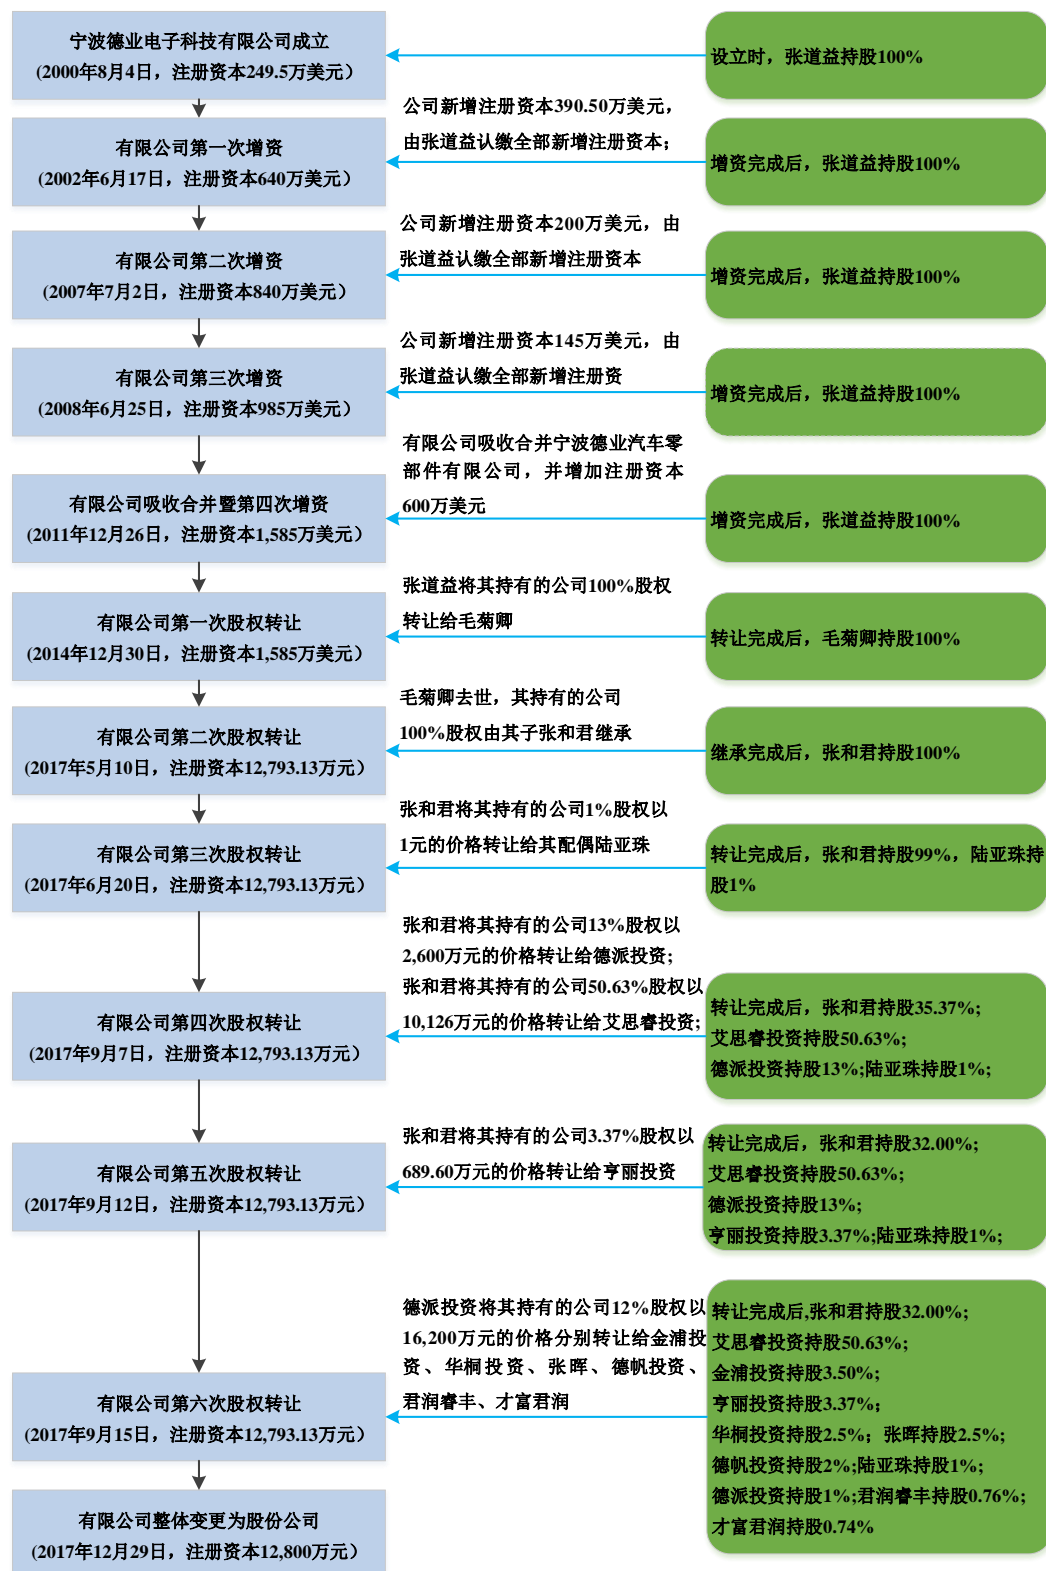 宁波德业电子科技有限公司成立
(2000年8月4日，注册资本249.5万美元）
设立时，张道益持股100%
公司新增注册资本390.50万美元，
由张道益认缴全部新增注册资本；
有限公司第一次增资
(2002年6月17日，注册资本640万美元）
增资完成后，张道益持股100%
公司新增注册资本200万美元，由
张道益认缴全部新增注册资本
有限公司第二次增资
(2007年7月2日，注册资本840万美元）
增资完成后，张道益持股100%
公司新增注册资本145万美元，由
张道益认缴全部新增注册资
有限公司第三次增资
(2008年6月25日，注册资本985万美元）
增资完成后，张道益持股100%
有限公司吸收合并宁波德业汽车零
部件有限公司，并增加注册资本
600万美元
有限公司吸收合并暨第四次增资
(2011年12月26日，注册资本1,585万美元）
增资完成后，张道益持股100%
张道益将其持有的公司100%股权
转让给毛菊卿
有限公司第一次股权转让
(2014年12月30日，注册资本1,585万美元）
转让完成后，毛菊卿持股100%
毛菊卿去世，其持有的公司
100%股权由其子张和君继承
有限公司第二次股权转让
(2017年5月10日，注册资本12,793.13万元）
继承完成后，张和君持股100%
张和君将其持有的公司1%股权以
1元的价格转让给其配偶陆亚珠
有限公司第三次股权转让
(2017年6月20日，注册资本12,793.13万元）
转让完成后，张和君持股99%，陆亚珠持
股1%
张和君将其持有的公司13%股权以
2,600万元的价格转让给德派投资;
张和君将其持有的公司50.63%股权以
10,126万元的价格转让给艾思睿投资;
有限公司第四次股权转让
(2017年9月7日，注册资本12,793.13万元）
转让完成后，张和君持股35.37%;
艾思睿投资持股50.63%;
德派投资持股13%;陆亚珠持股1%;
张和君将其持有的公司3.37%股权以
689.60万元的价格转让给亨丽投资
有限公司第五次股权转让
(2017年9月12日，注册资本12,793.13万元）
转让完成后，张和君持股32.00%;
艾思睿投资持股50.63%;
德派投资持股13%;
亨丽投资持股3.37%;陆亚珠持股1%;
德派投资将其持有的公司12%股权以
16,200万元的价格分别转让给金浦投
资、华桐投资、张晖、德帆投资、
君润睿丰、才富君润
有限公司第六次股权转让
(2017年9月15日，注册资本12,793.13万元）
转让完成后,张和君持股32.00%;
艾思睿投资持股50.63%;
金浦投资持股3.50%;
亨丽投资持股3.37%；
华桐投资持股2.5%；张晖持股2.5%;
德帆投资持股2%;陆亚珠持股1%;
德派投资持股1%;君润睿丰持股0.76%;
才富君润持股0.74%
有限公司整体变更为股份公司
(2017年12月29日，注册资本12,800万元）